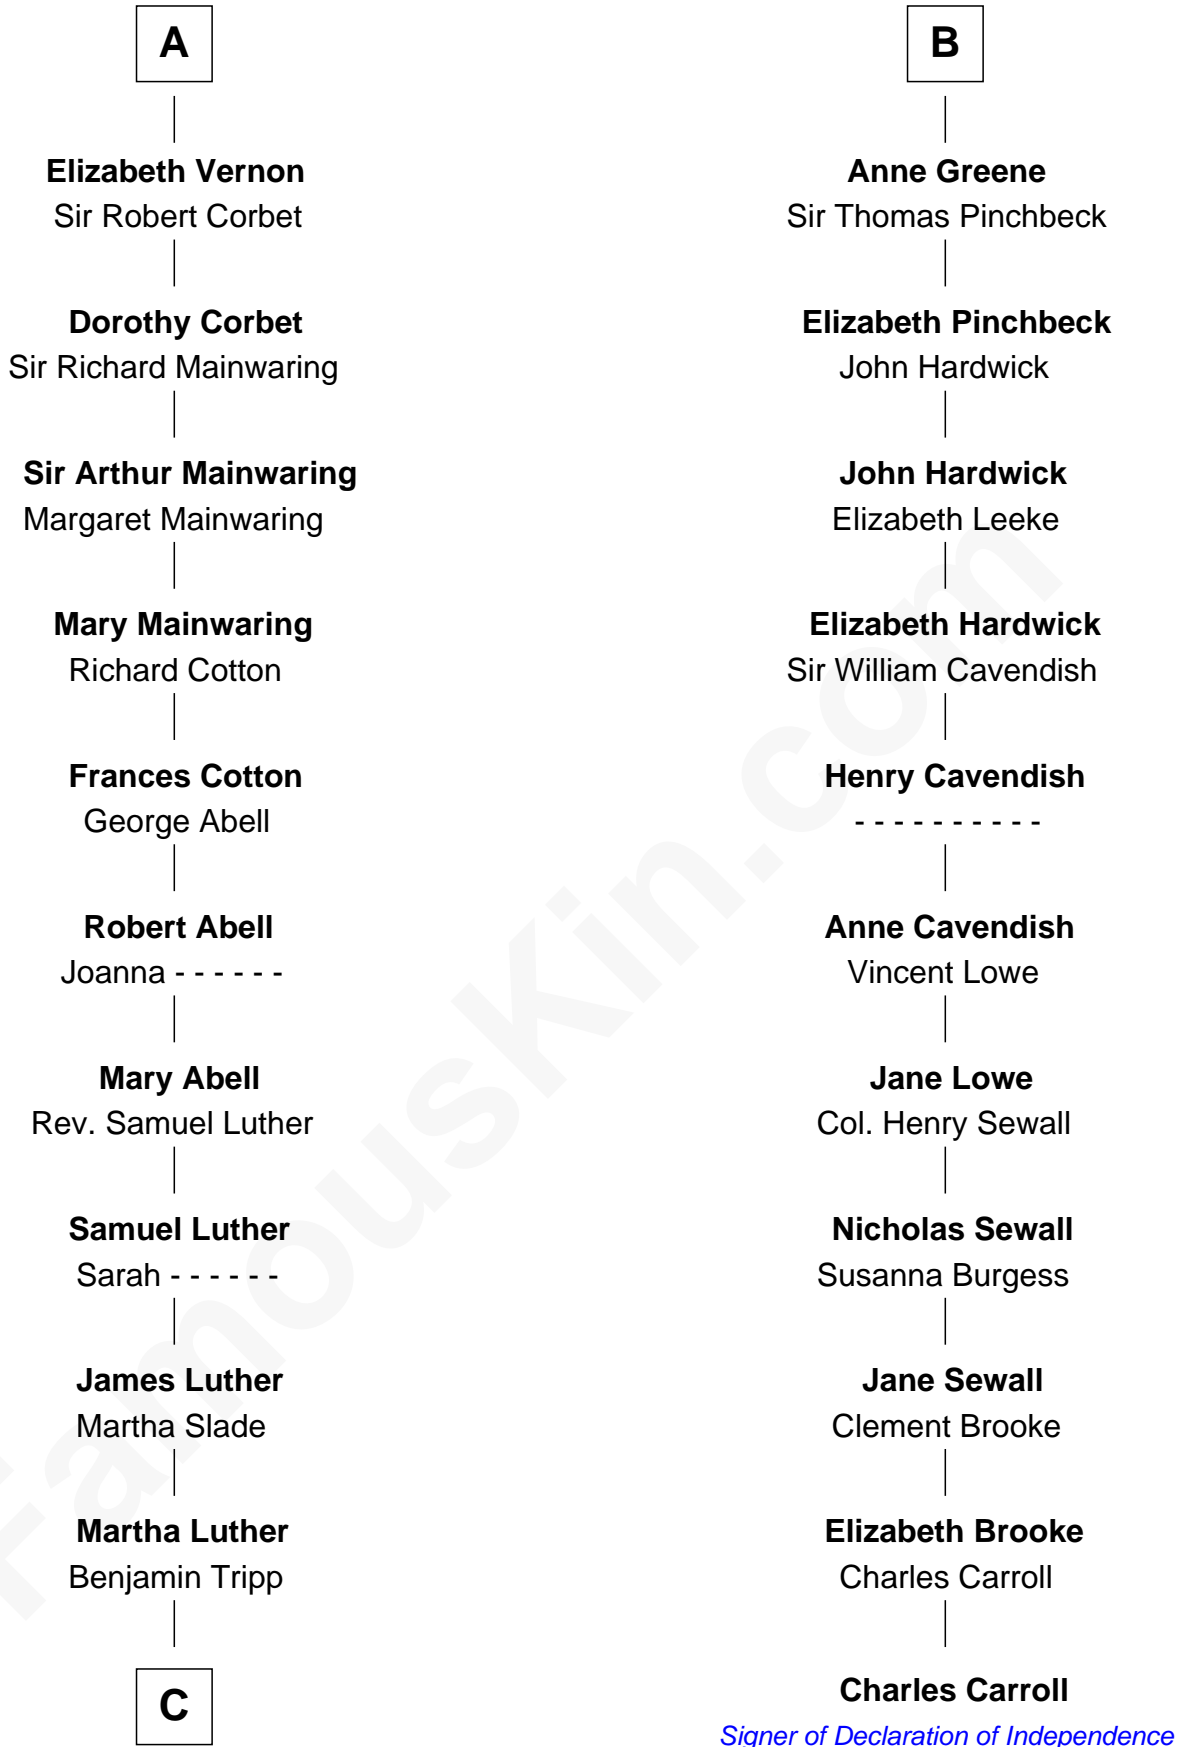 A
Elizabeth Vernon
Sir Robert Corbet
Dorothy Corbet
Sir Richard Mainwaring
Sir Arthur Mainwaring
Margaret Mainwaring
Mary Mainwaring
Richard Cotton
Frances Cotton
George Abell
Robert Abell
Joanna - - - - - -
Mary Abell
Rev. Samuel Luther
Samuel Luther
Sarah - - - - - -
James Luther
Martha Slade
Martha Luther
Benjamin Tripp
C
B
Anne Greene
Sir Thomas Pinchbeck
Elizabeth Pinchbeck
John Hardwick
John Hardwick
Elizabeth Leeke
Elizabeth Hardwick
Sir William Cavendish
Henry Cavendish
- - - - - - - - - -
Anne Cavendish
Vincent Lowe
Jane Lowe
Col. Henry Sewall
Nicholas Sewall
Susanna Burgess
Jane Sewall
Clement Brooke
Elizabeth Brooke
Charles Carroll
Charles Carroll
Signer of Declaration of Independence
FamousKin.com